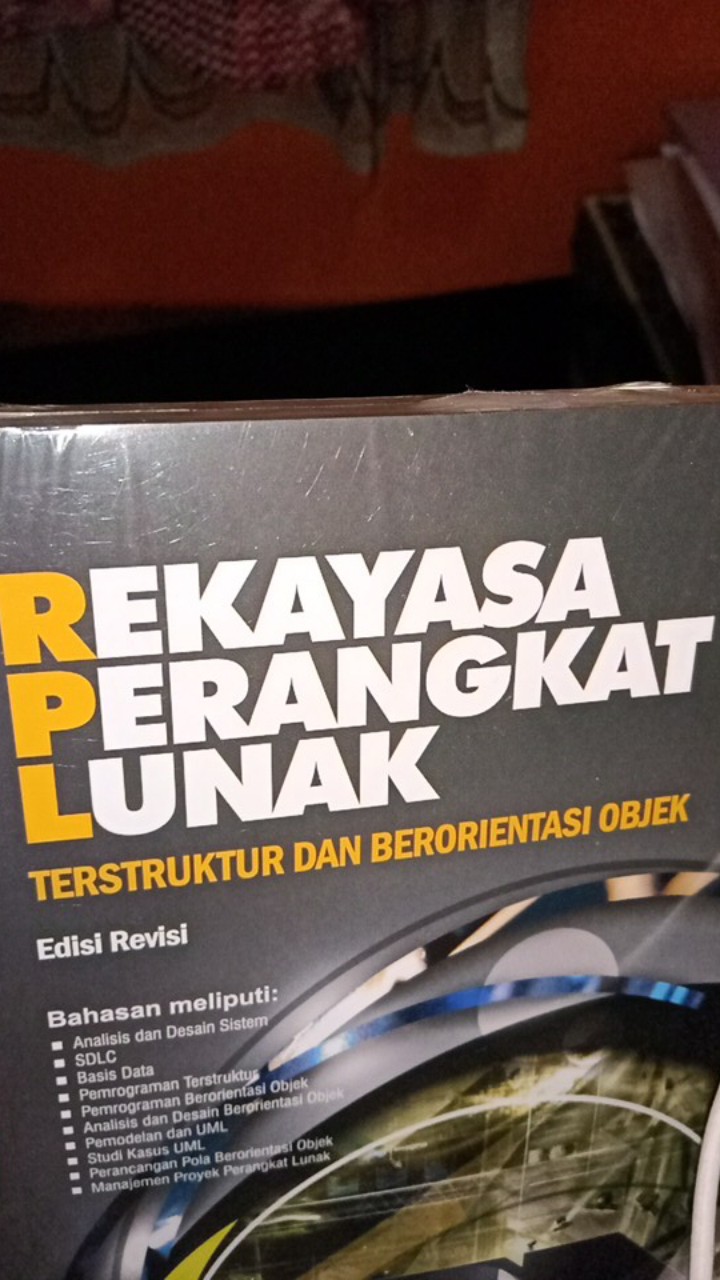 REKAYASA
PERANGKAT
LUNAK
TERSTRUKTUR DAN BERORIENTASI OBJEK
Edisi Revisi
Bahasan meliputi:
Analisis dan Desain Sistem
SDLC
Basis Data
Pemrograman Terstruktur
Pemrograman Berorientasi Objek
Analisis dan Desain Berorientasi Objek
Pemodelan dan UML
Studi Kasus UML
Perancangan Pola Berorientasi Objek
Manajemen Proyek Perangkat Lunak